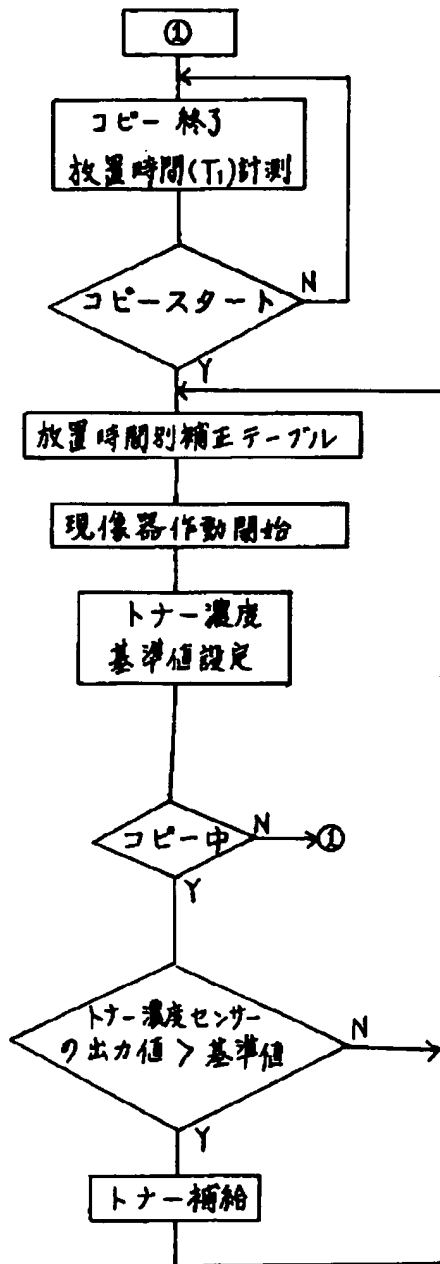 ①
コピー終了
放置時間(T₁)計測
コピースタート
N
Y
放置時間別補正テーブル
現像器作動開始
トナー濃度
基準値設定
コピー中
N
①
Y
トナー濃度センサー
の出力値 > 基準値
N
Y
トナー補給